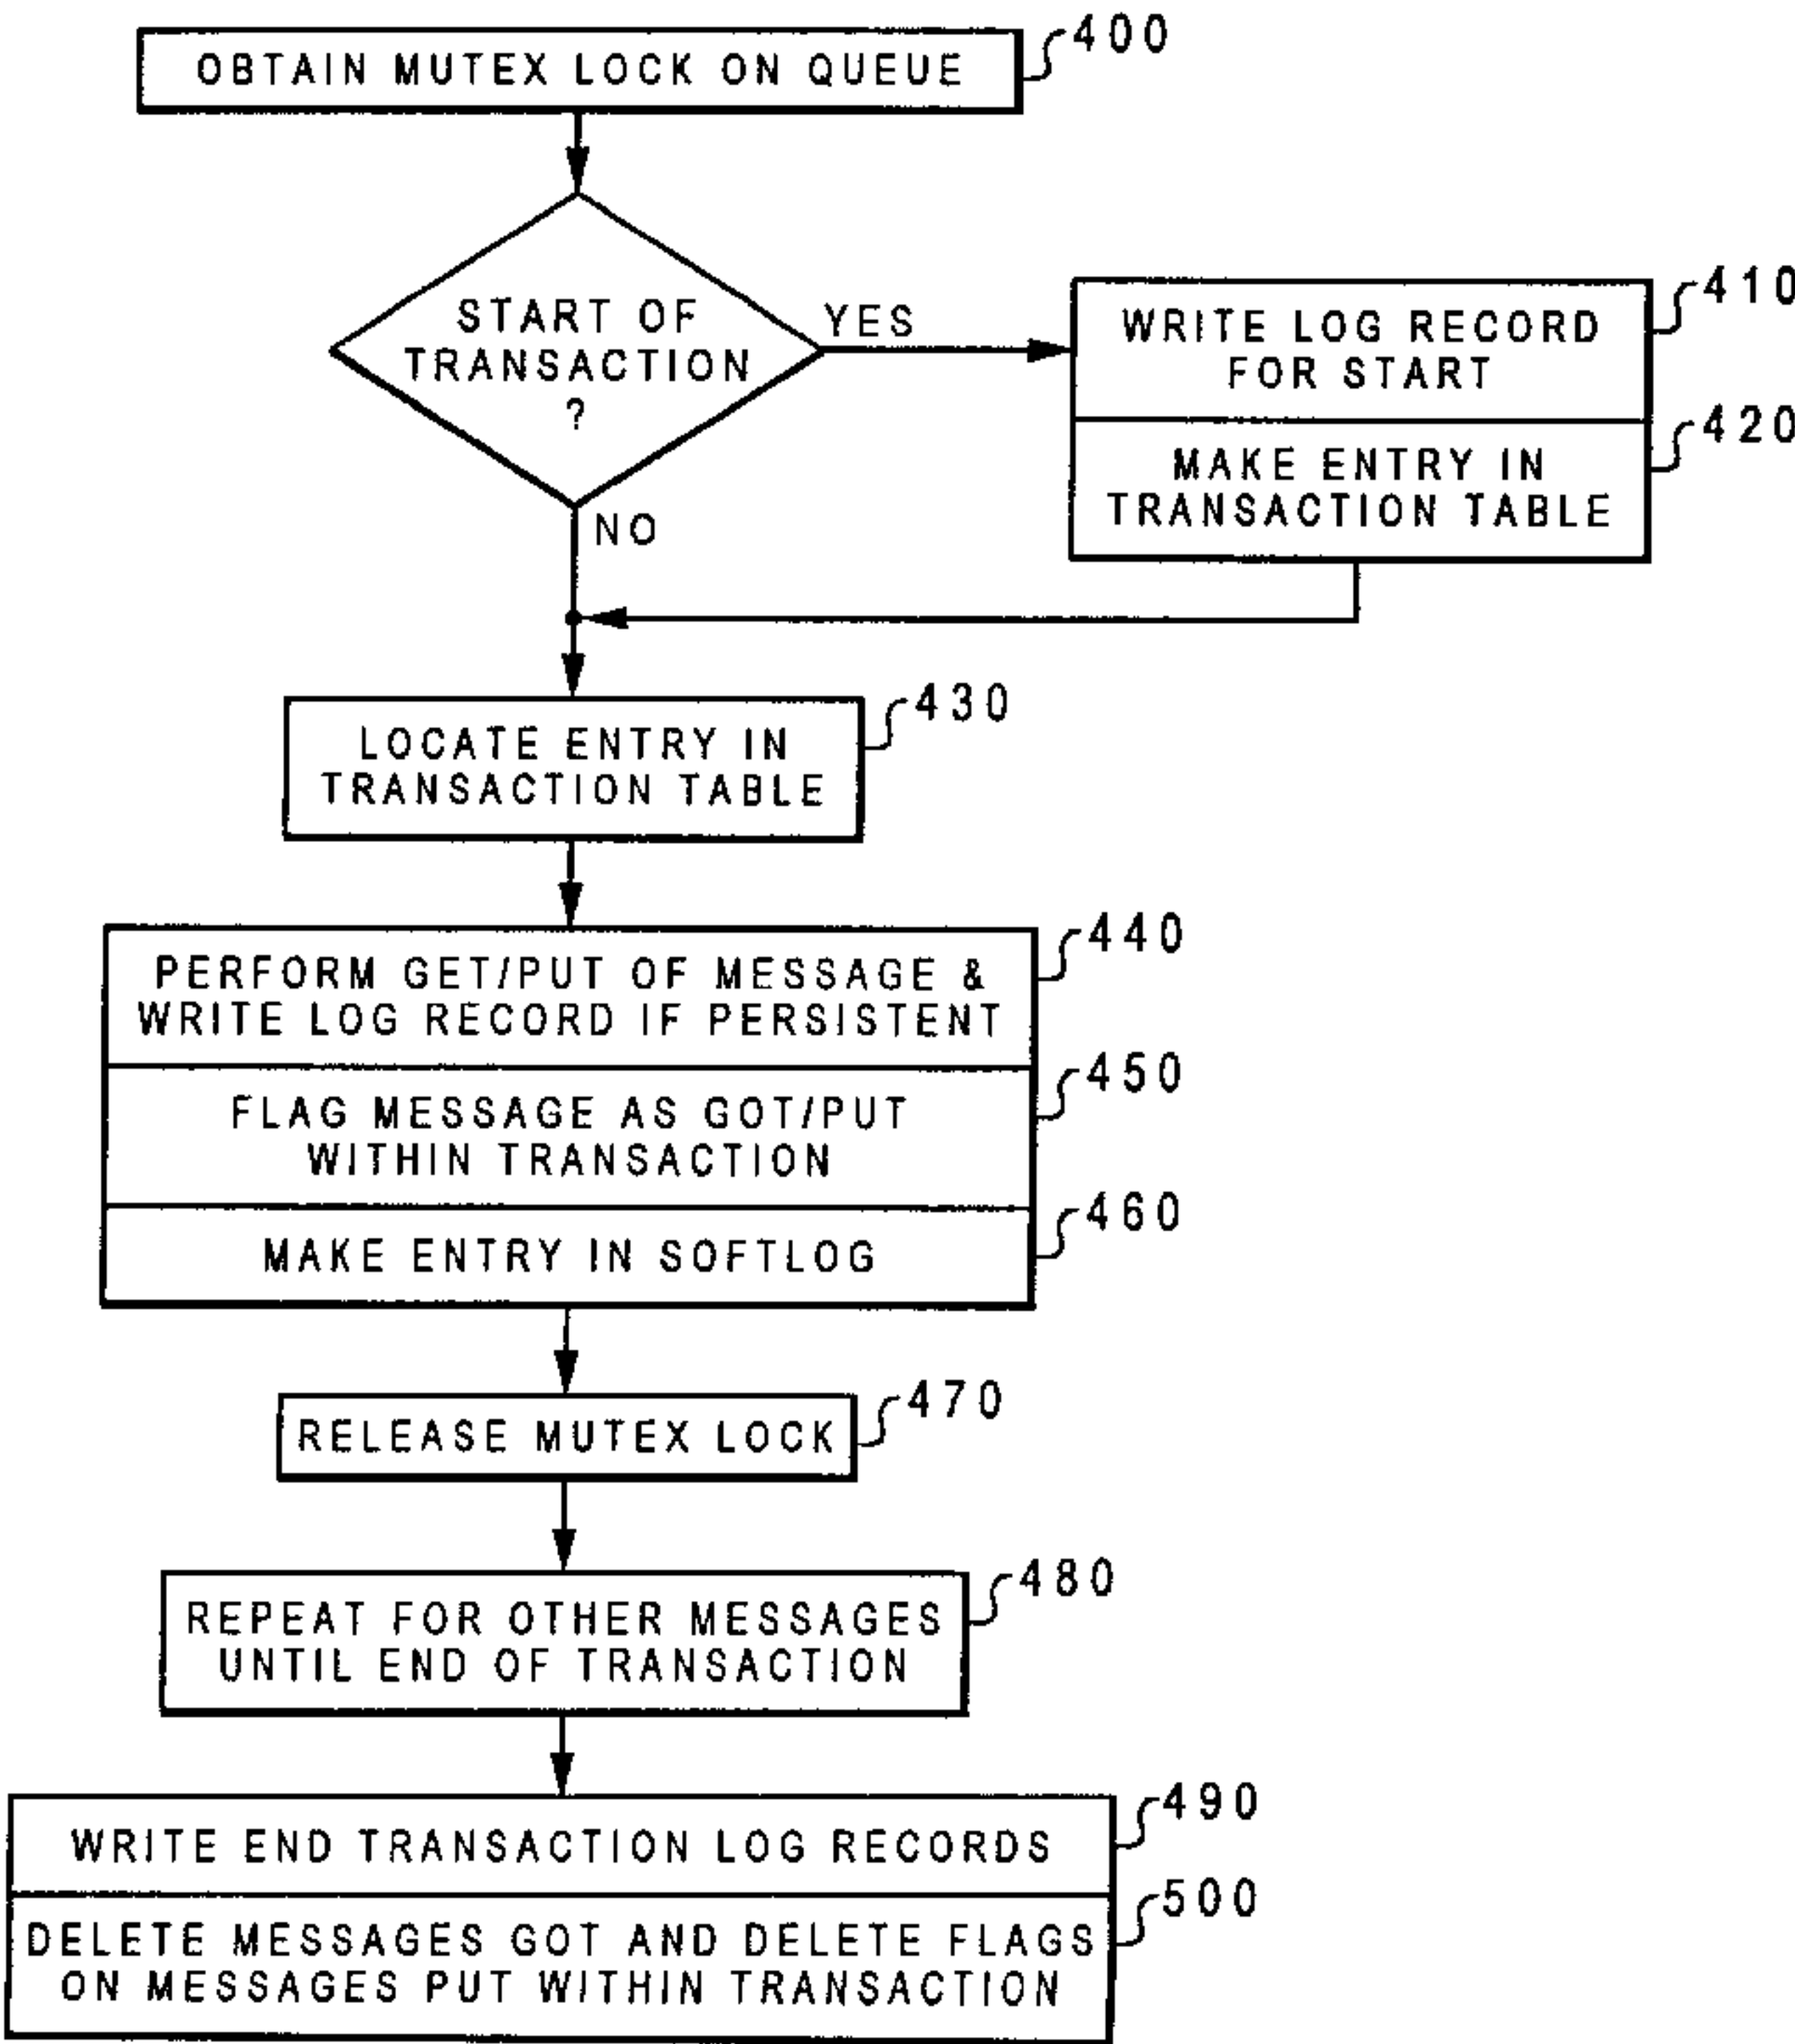 400
OBTAIN MUTEX LOCK ON QUEUE
START OF
TRANSACTION
?
YES
410
WRITE LOG RECORD
FOR START
420
MAKE ENTRY IN
TRANSACTION TABLE
NO
430
LOCATE ENTRY IN
TRANSACTION TABLE
440
PERFORM GET/PUT OF MESSAGE &
WRITE LOG RECORD IF PERSISTENT
450
FLAG MESSAGE AS GOT/PUT
WITHIN TRANSACTION
460
MAKE ENTRY IN SOFTLOG
470
RELEASE MUTEX LOCK
480
REPEAT FOR OTHER MESSAGES
UNTIL END OF TRANSACTION
490
WRITE END TRANSACTION LOG RECORDS
500
DELETE MESSAGES GOT AND DELETE FLAGS
ON MESSAGES PUT WITHIN TRANSACTION